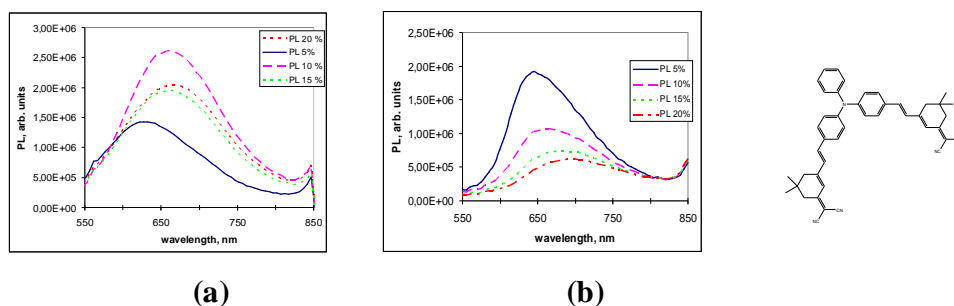 3,00E+06
2,50E+06
2,00E+06
1,50E+06
1,00E+06
5,00E+05
0,00E+00
550 650 750 850
PL, arb. units
wavelength, nm
PL 20 %
PL 5%
PL 10 %
PL 15 %
(a)
2,50E+06
2,00E+06
1,50E+06
1,00E+06
5,00E+05
0,00E+00
550 650 750 850
PL, arb. units
wavelength, nm
PL 5%
PL 10%
PL 15%
PL 20%
(b)
N
NC
CN
NC